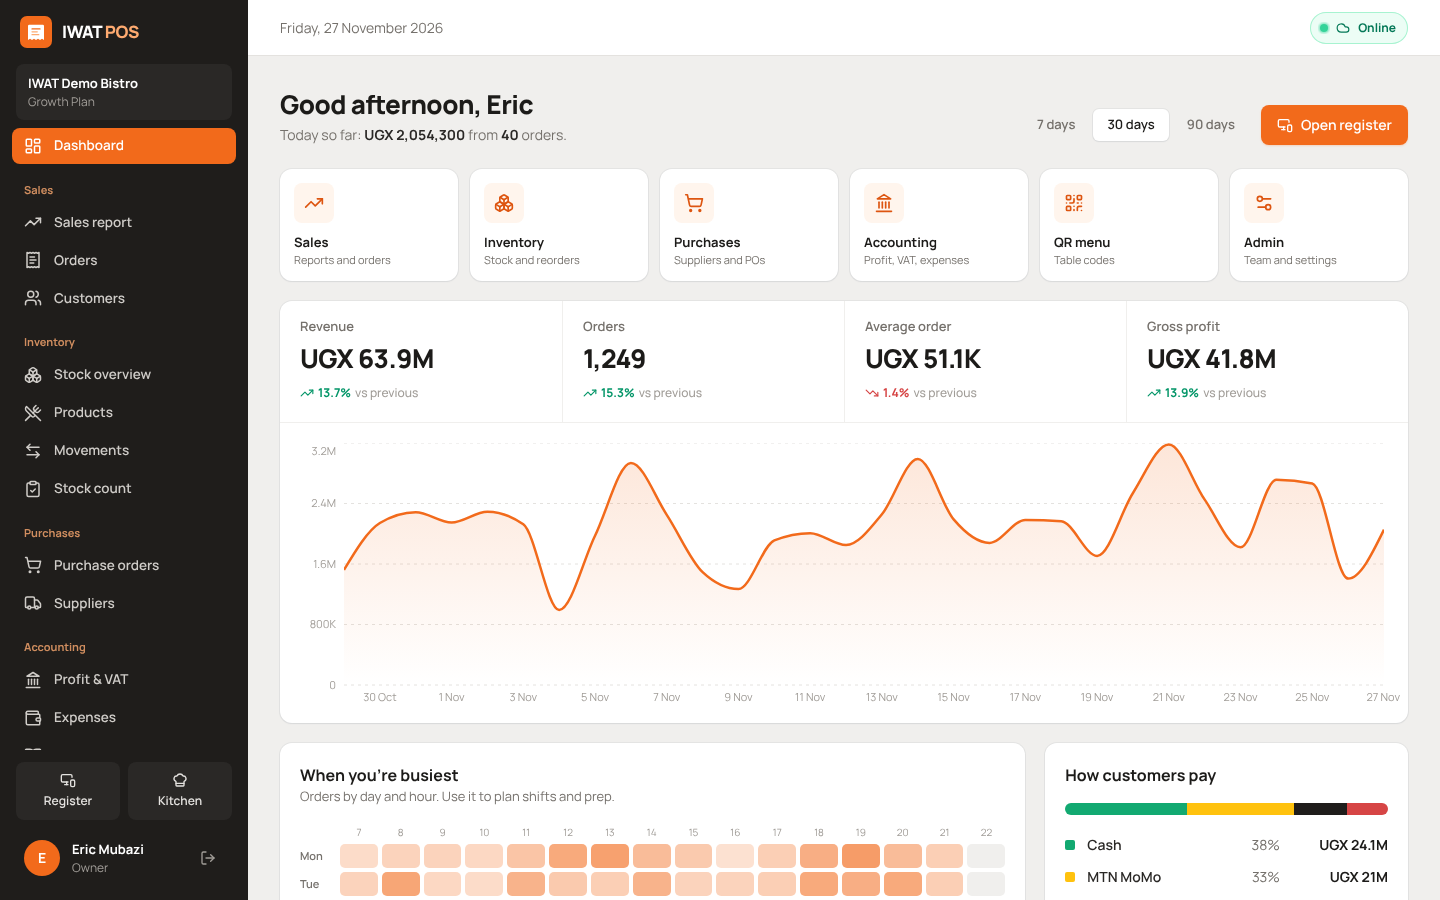 IWAT POS
IWAT Demo Bistro
Growth Plan
Dashboard
Sales
Sales report
Orders
Customers
Inventory
Stock overview
Products
Movements
Stock count
Purchases
Purchase orders
Suppliers
Accounting
Profit & VAT
Expenses
Register
Kitchen
E
Eric Mubazi
Owner
Friday, 27 November 2026
Online
Good afternoon, Eric
Today so far: UGX 2,054,300 from 40 orders.
7 days
30 days
90 days
Open register
Sales
Reports and orders
Inventory
Stock and reorders
Purchases
Suppliers and POs
Accounting
Profit, VAT, expenses
QR menu
Table codes
Admin
Team and settings
Revenue
UGX 63.9M
13.7% vs previous
Orders
1,249
15.3% vs previous
Average order
UGX 51.1K
1.4% vs previous
Gross profit
UGX 41.8M
13.9% vs previous
3.2M
2.4M
1.6M
800K
0
30 Oct 1 Nov 3 Nov 5 Nov 7 Nov 9 Nov 11 Nov 13 Nov 15 Nov 17 Nov 19 Nov 21 Nov 23 Nov 25 Nov 27 Nov
When you're busiest
Orders by day and hour. Use it to plan shifts and prep.
7 8 9 10 11 12 13 14 15 16 17 18 19 20 21 22
Mon
Tue
How customers pay
Cash 38% UGX 24.1M
MTN MoMo 33% UGX 21M